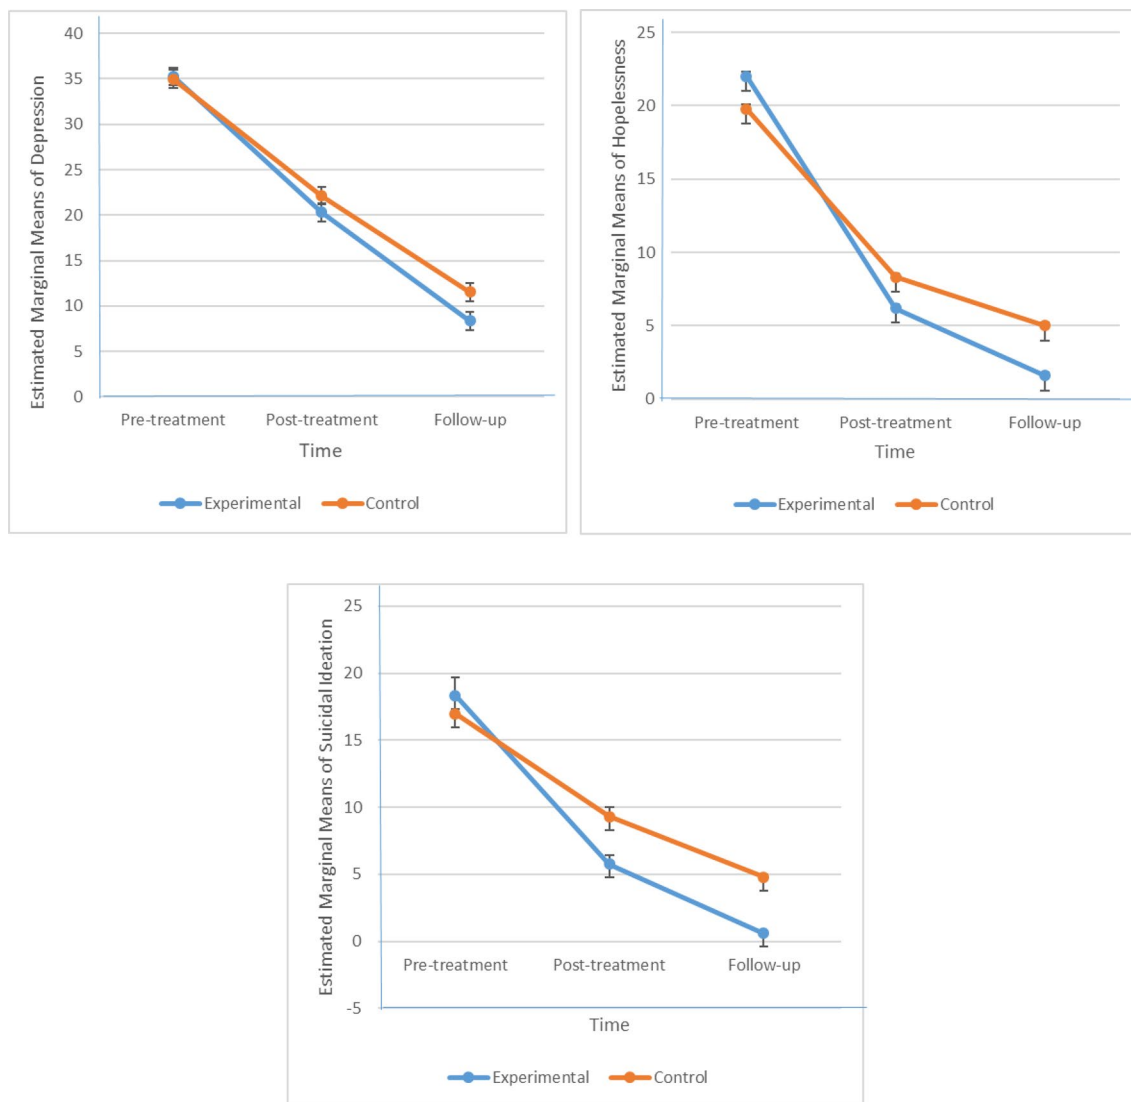 Estimated Marginal Means of Depression
40
35
30
25
20
15
10
5
0
Pre-treatment Post-treatment Follow-up
Time
Experimental Control
Estimated Marginal Means of Hopelessness
25
20
15
10
5
0
Pre-treatment Post-treatment Follow-up
Time
Experimental Control
Estimated Marginal Means of Suicidal Ideation
25
20
15
10
5
0
-5
Pre-treatment Post-treatment Follow-up
Time
Experimental Control